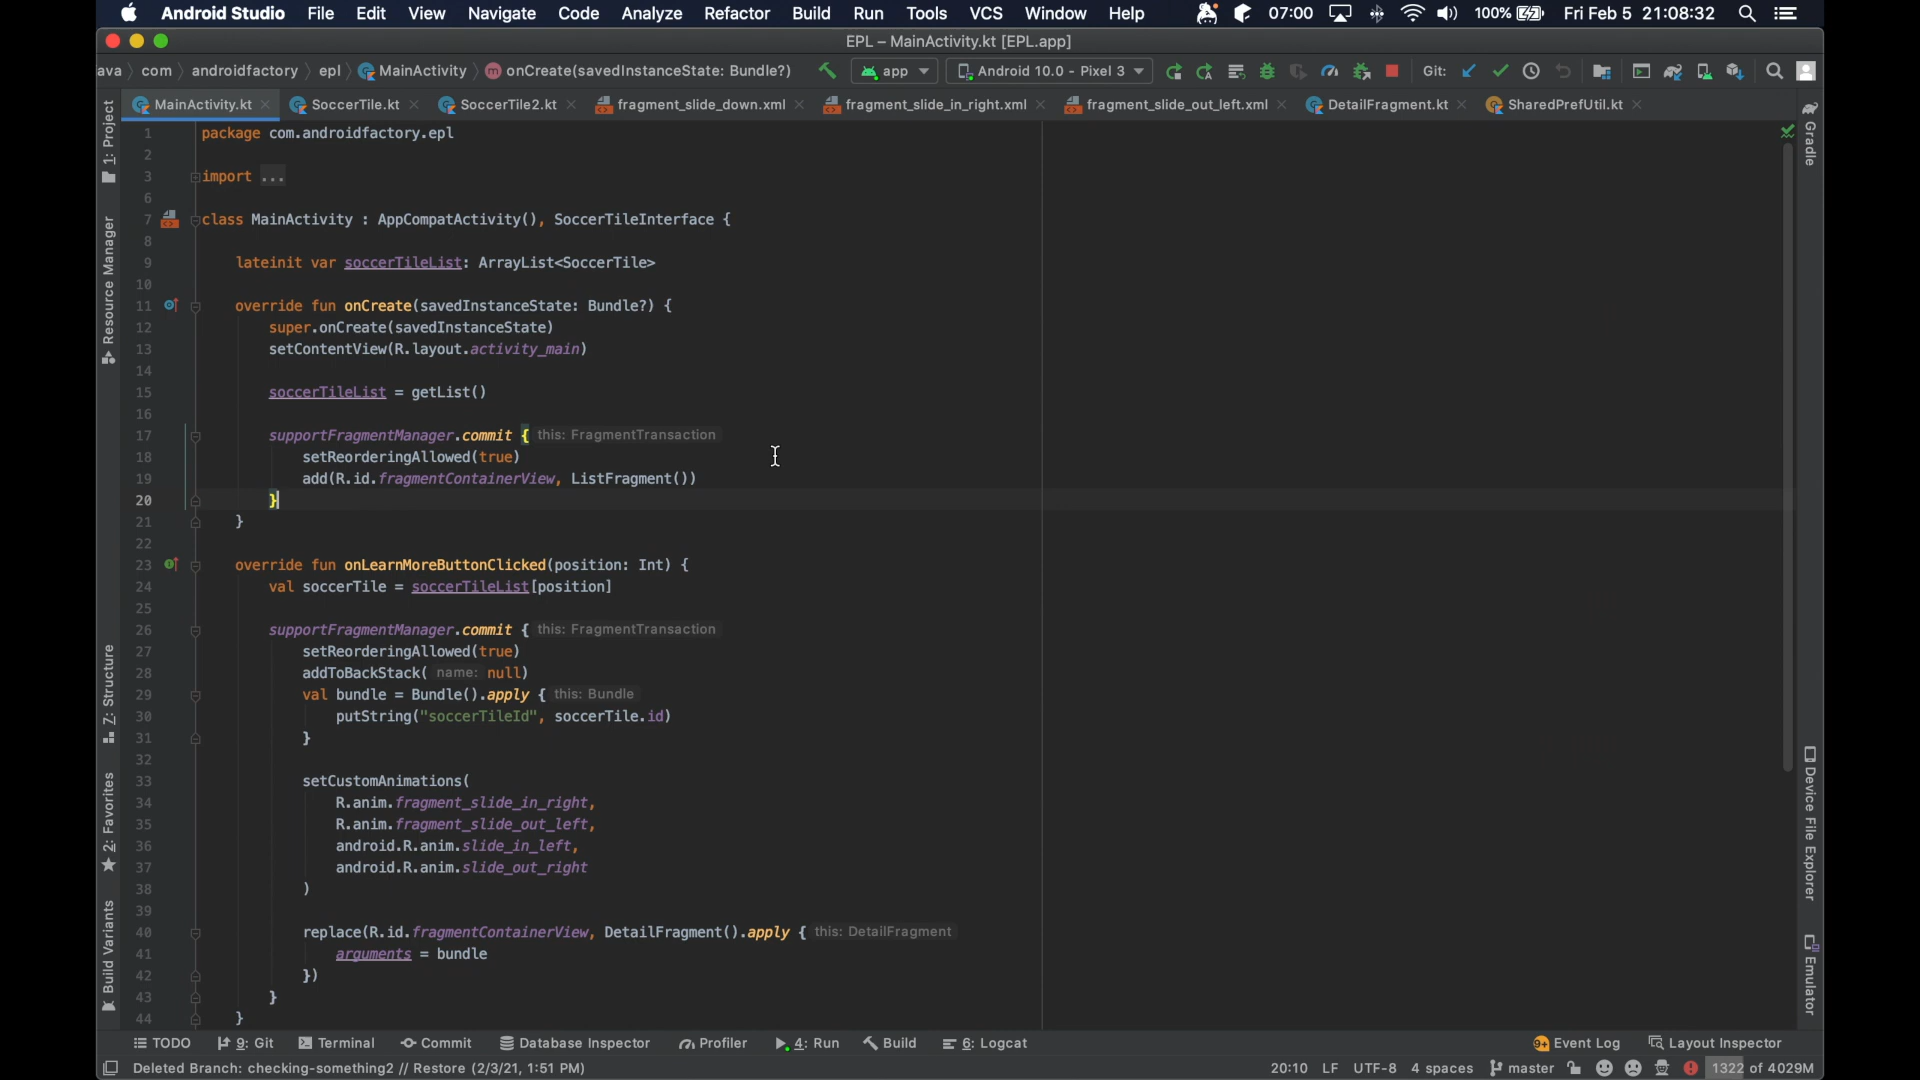 Android Studio File Edit View Navigate Code Analyze Refactor Build Run Tools VCS Window Help 07:00 100% Fri Feb 5 21:08:32
EPL – MainActivity.kt [EPL.app]
ava com androidfactory epl MainActivity onCreate(savedInstanceState: Bundle?) app Android 10.0 - Pixel 3 Git:
MainActivity.kt SoccerTile.kt SoccerTile2.kt fragment_slide_down.xml fragment_slide_in_right.xml fragment_slide_out_left.xml DetailFragment.kt SharedPrefUtil.kt
1: Project
Resource Manager
Z: Structure
2: Favorites
Build Variants
1 package com.androidfactory.epl
2
3 import ...
6
7 class MainActivity : AppCompatActivity(), SoccerTileInterface {
8
9 lateinit var soccerTileList: ArrayList<SoccerTile>
10
11 override fun onCreate(savedInstanceState: Bundle?) {
12 super.onCreate(savedInstanceState)
13 setContentView(R.layout.activity_main)
14
15 soccerTileList = getList()
16
17 supportFragmentManager.commit { this: FragmentTransaction
18 setReorderingAllowed(true)
19 add(R.id.fragmentContainerView, ListFragment())
20 }
21 }
22
23 override fun onLearnMoreButtonClicked(position: Int) {
24 val soccerTile = soccerTileList[position]
25
26 supportFragmentManager.commit { this: FragmentTransaction
27 setReorderingAllowed(true)
28 addToBackStack( name: null)
29 val bundle = Bundle().apply { this: Bundle
30 putString("soccerTileId", soccerTile.id)
31 }
32
33 setCustomAnimations(
34 R.anim.fragment_slide_in_right,
35 R.anim.fragment_slide_out_left,
36 android.R.anim.slide_in_left,
37 android.R.anim.slide_out_right
38 )
39
40 replace(R.id.fragmentContainerView, DetailFragment().apply { this: DetailFragment
41 arguments = bundle
42 })
43 }
44 }
Gradle
Device File Explorer
Emulator
TODO 9: Git Terminal Commit Database Inspector Profiler 4: Run Build 6: Logcat 9+ Event Log Layout Inspector
Deleted Branch: checking-something2 // Restore (2/3/21, 1:51 PM) 20:10 LF UTF-8 4 spaces master 1322 of 4029M